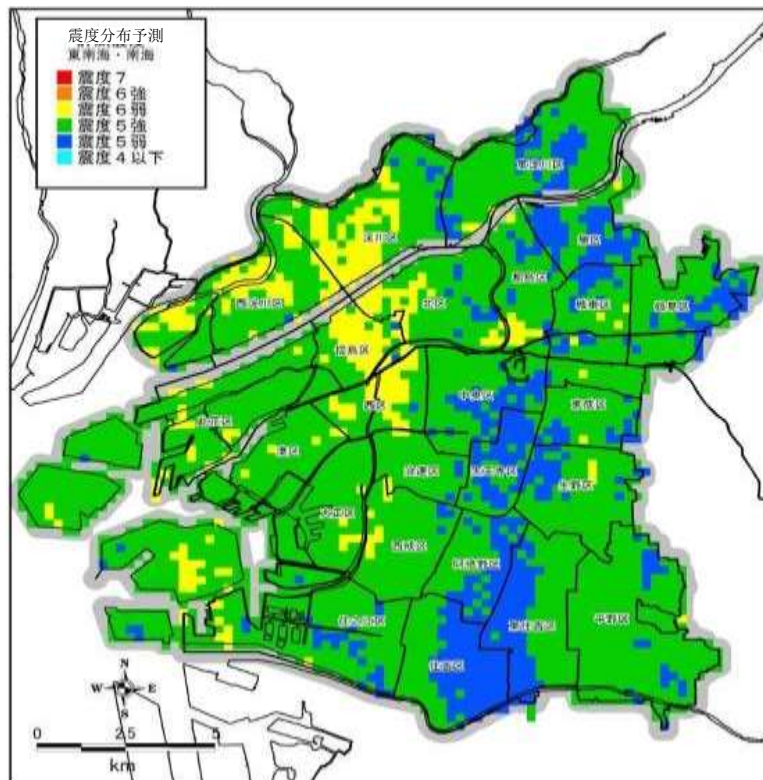 震度分布予測
東南海・南海
震度7
震度6強
震度6弱
震度5強
震度5弱
震度4以下
東淀川区
淀川区
旭区
都島区
西淀川区
北区
城東区
鶴見区
福島区
中央区
西区
東成区
此花区
港区
浪速区
天王寺区
生野区
大正区
西成区
阿倍野区
住之江区
東住吉区
平野区
住吉区
N
W
E
S
0
2.5
5
km